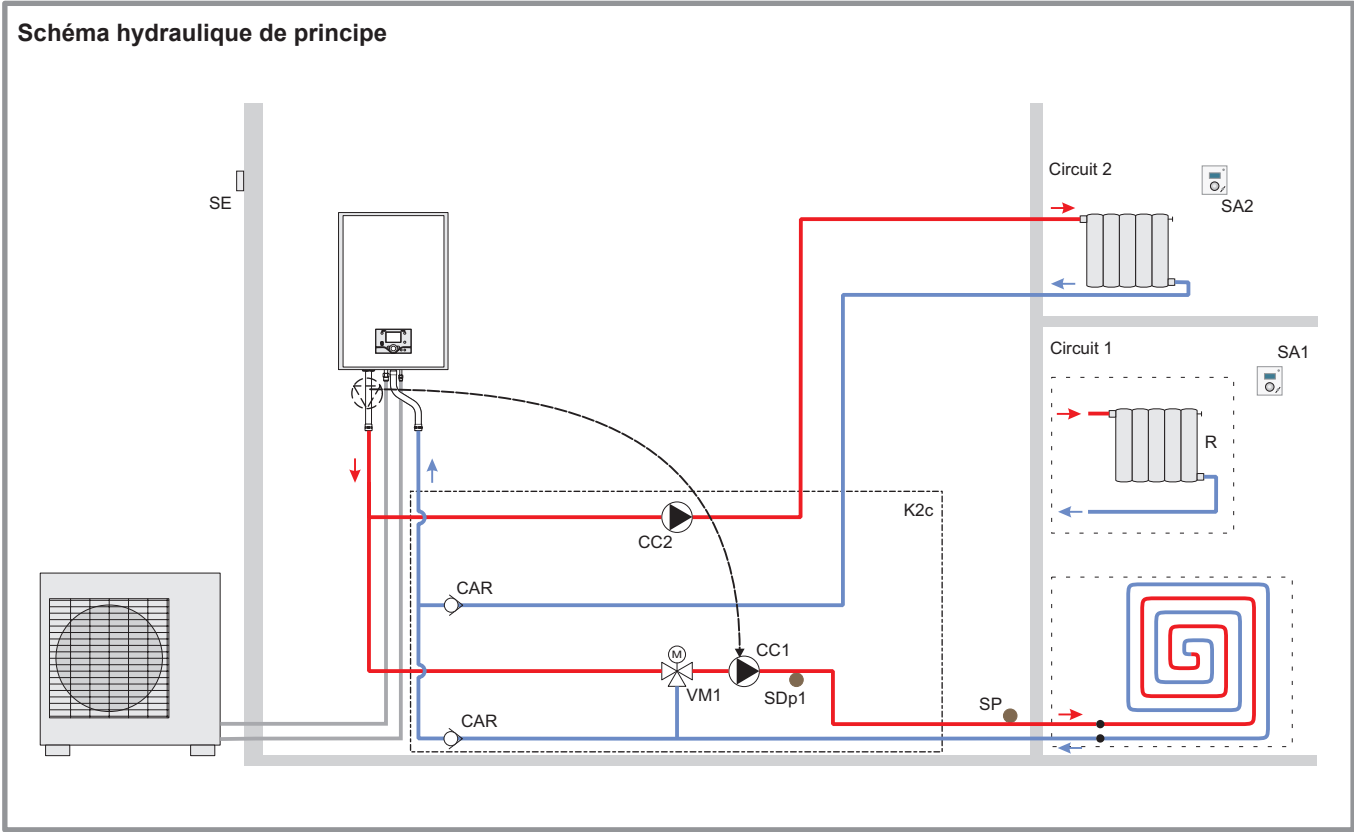 Schéma hydraulique de principe
Circuit 2
SE
SA2
Circuit 1
SA1
R
K2c
CC2
CAR
M
CC1
VM1
SDp1
SP
CAR